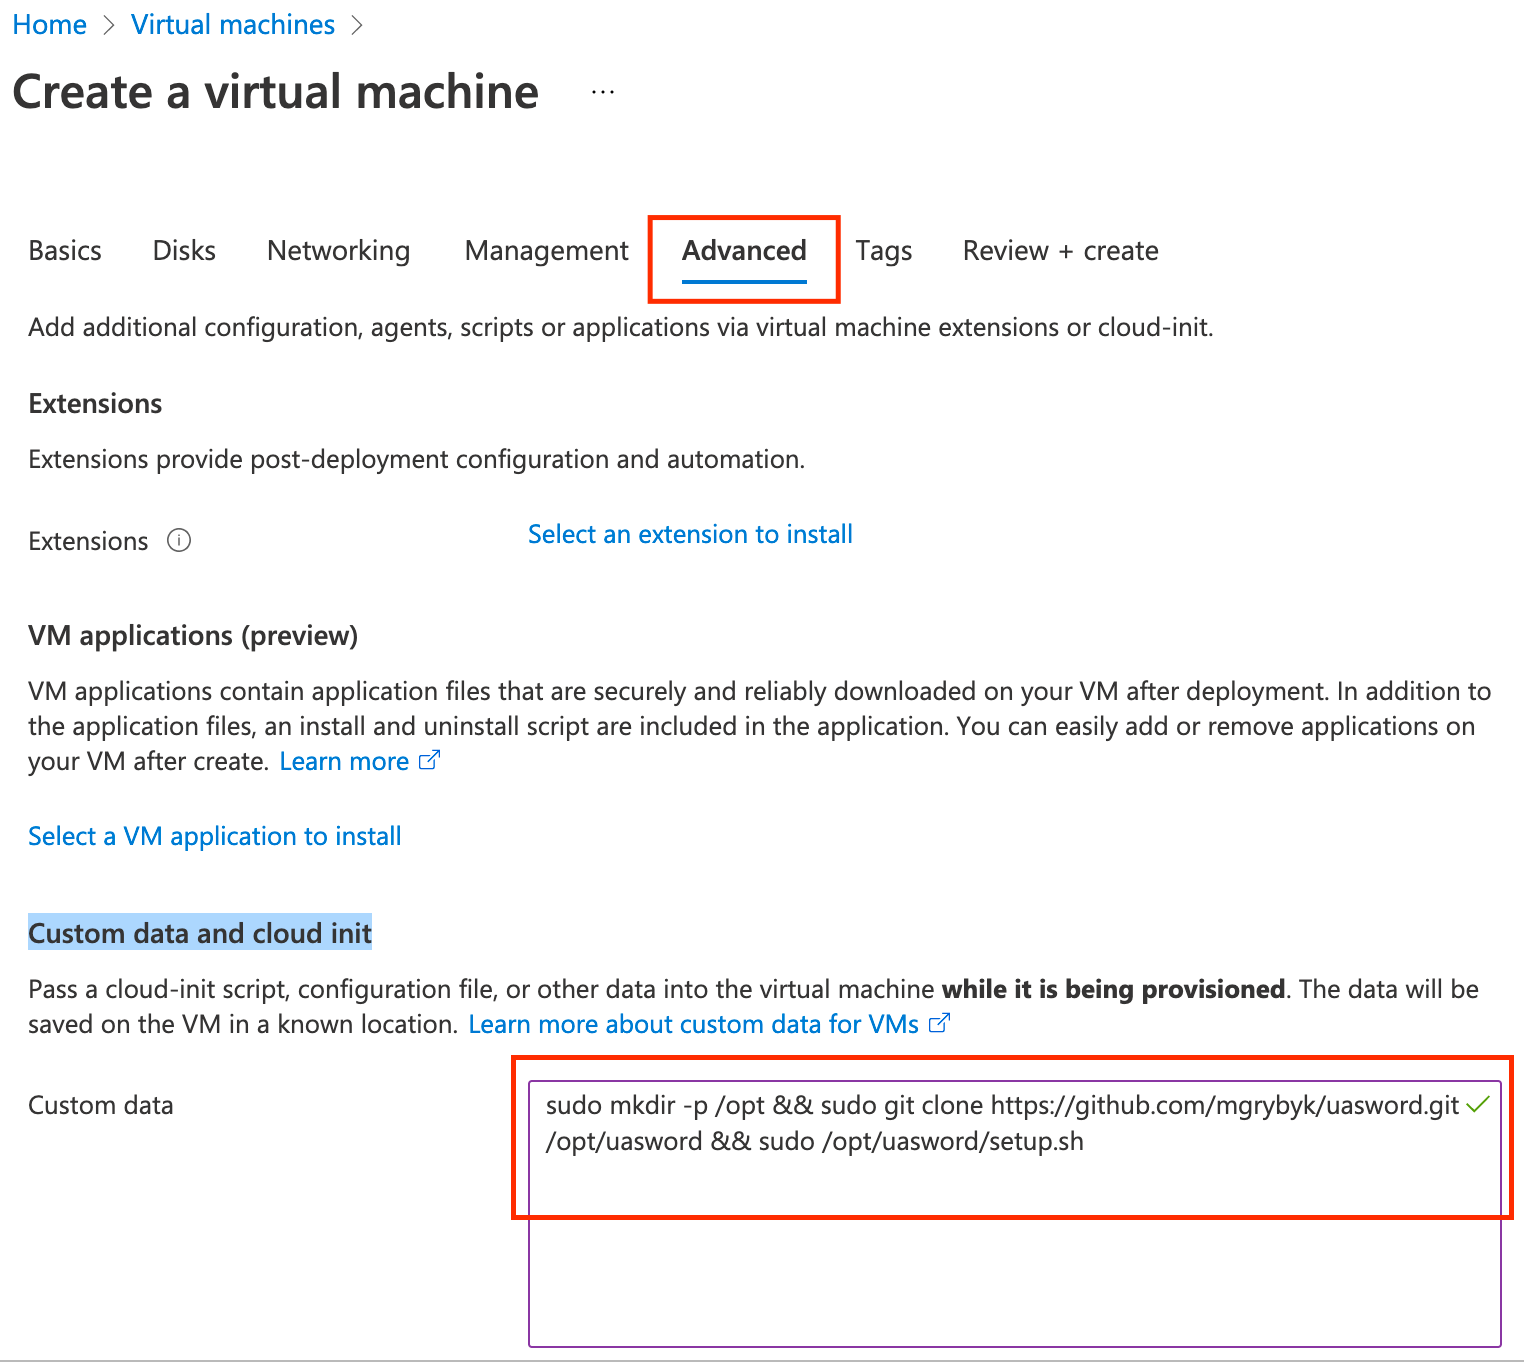 Home > Virtual machines >
Create a virtual machine ...
Basics Disks Networking Management Advanced Tags Review + create
Add additional configuration, agents, scripts or applications via virtual machine extensions or cloud-init.
Extensions
Extensions provide post-deployment configuration and automation.
Extensions Select an extension to install
VM applications (preview)
VM applications contain application files that are securely and reliably downloaded on your VM after deployment. In addition to
the application files, an install and uninstall script are included in the application. You can easily add or remove applications on
your VM after create. Learn more
Select a VM application to install
Custom data and cloud init
Pass a cloud-init script, configuration file, or other data into the virtual machine while it is being provisioned. The data will be
saved on the VM in a known location. Learn more about custom data for VMs
Custom data sudo mkdir -p /opt && sudo git clone https://github.com/mgrybyk/uasword.git
/opt/uasword && sudo /opt/uasword/setup.sh